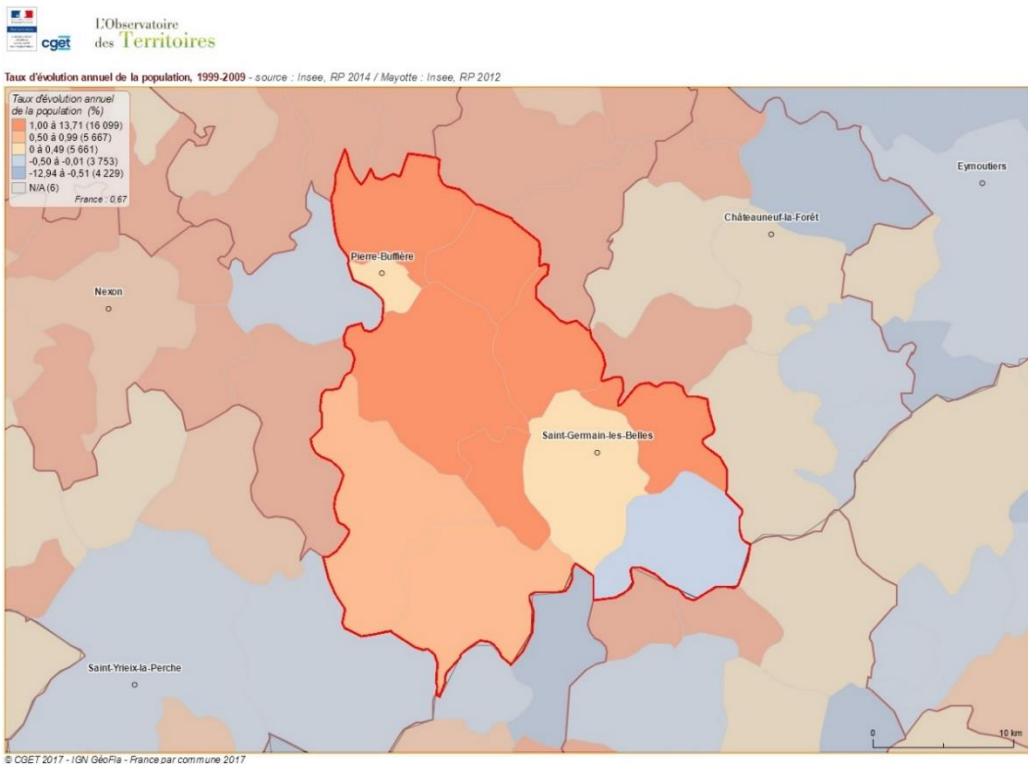 cget
L'Observatoire
des Territoires
Taux d'évolution annuel de la population, 1999-2009 - source : Insee, RP 2014 / Mayotte : Insee, RP 2012
Taux d'évolution annuel
de la population (%)
1,00 à 13,71 (16 099)
0,50 à 0,99 (5 667)
0 à 0,49 (5 661)
-0,50 à -0,01 (3 753)
-12,94 à -0,51 (4 229)
N/A (6)
France : 0,67
Eymoutiers
Châteauneuf-la-Forêt
Pierre-Buffière
Nexon
Saint-Germain-les-Belles
Saint-Yrieix-la-Perche
0 10 km
© CGET 2017 - IGN GéoFla - France par commune 2017